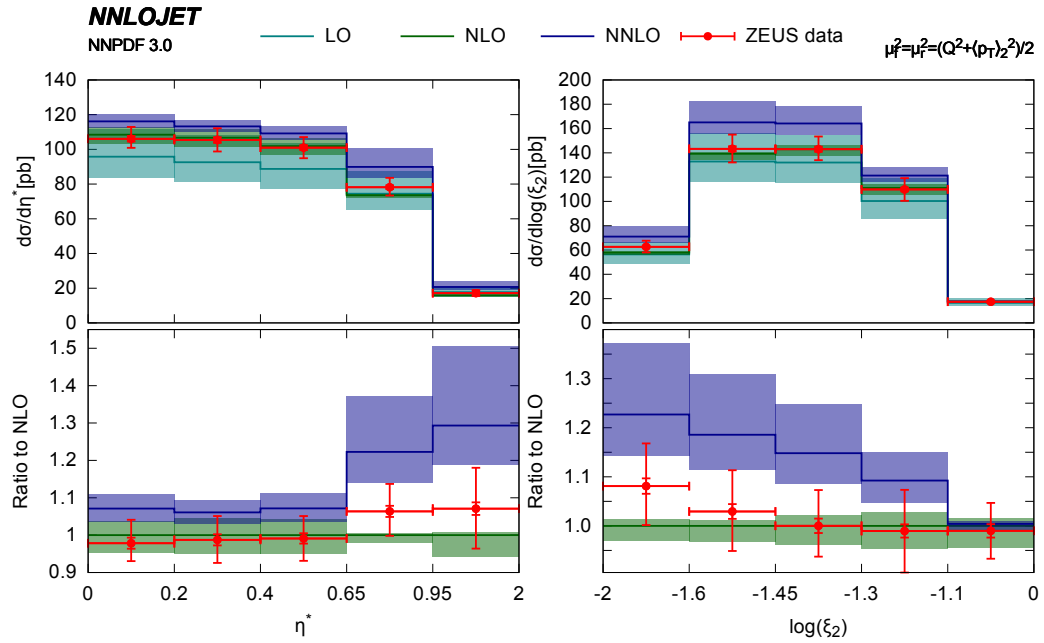 NNLOJET
NNPDF 3.0
LO NLO NNLO ZEUS data
μf²=μr²=(Q²+⟨pT⟩2²)/2
dσ/dη*[pb]
140
120
100
80
60
40
20
0
dσ/dlog(ξ2)[pb]
200
180
160
140
120
100
80
60
40
20
0
Ratio to NLO
1.5
1.4
1.3
1.2
1.1
1
0.9
0 0.2 0.4 0.65 0.95 2
η*
Ratio to NLO
1.3
1.2
1.1
1.0
-2 -1.6 -1.45 -1.3 -1.1 0
log(ξ2)